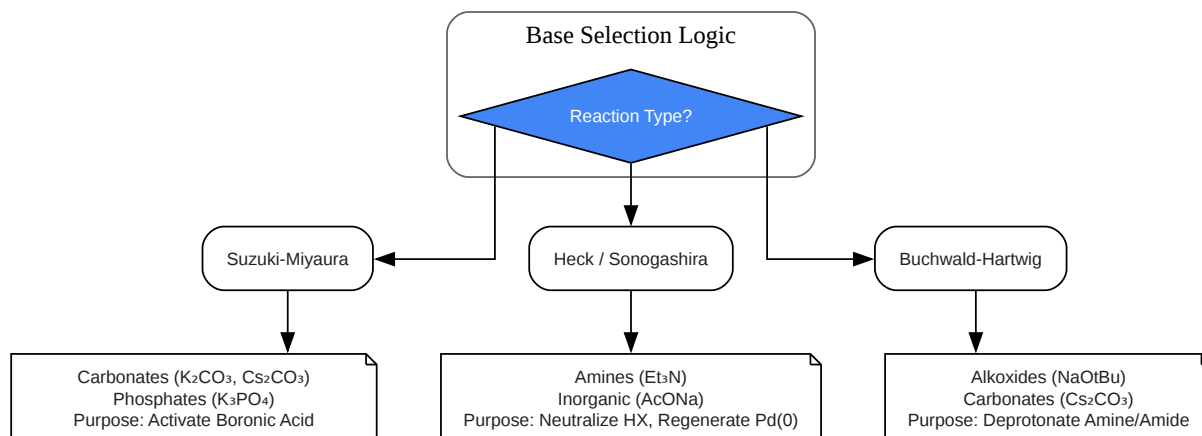 Base Selection Logic
Reaction Type?
Suzuki-Miyaura
Heck / Sonogashira
Buchwald-Hartwig
Carbonates (K₂CO₃, Cs₂CO₃)
Phosphates (K₃PO₄)
Purpose: Activate Boronic Acid
Amines (Et₃N)
Inorganic (AcONa)
Purpose: Neutralize HX, Regenerate Pd(0)
Alkoxides (NaOtBu)
Carbonates (Cs₂CO₃)
Purpose: Deprotonate Amine/Amide